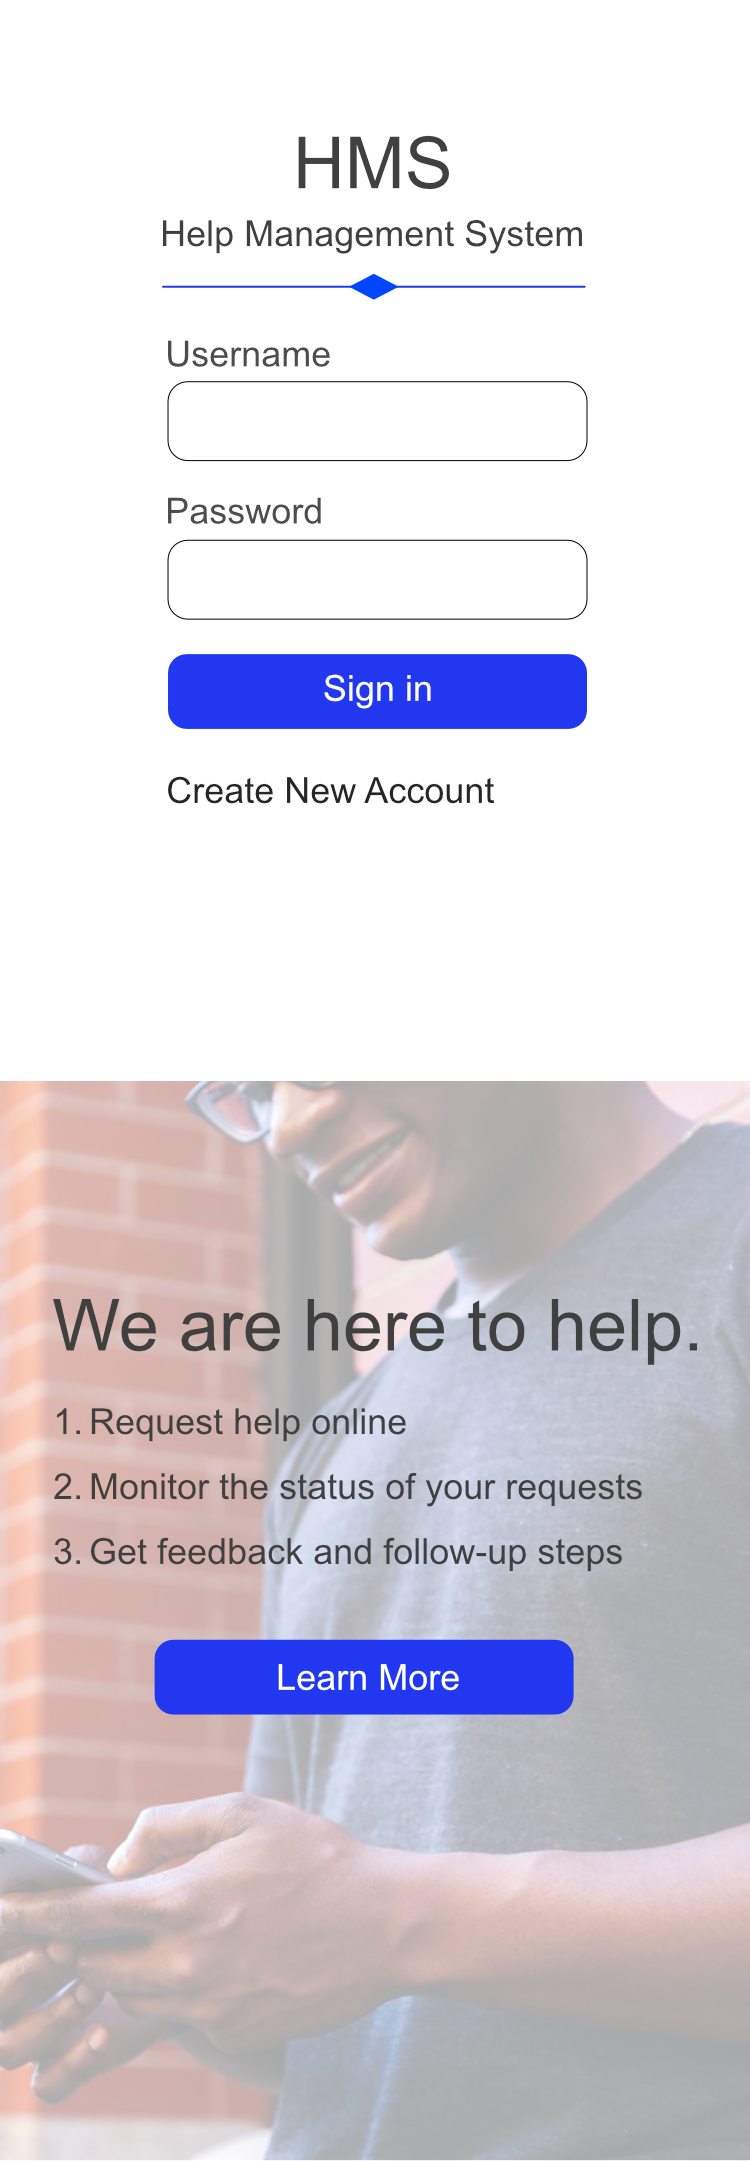 HMS
Help Management System
Username
Password
Sign in
Create New Account
We are here to help.
1. Request help online
2. Monitor the status of your requests
3. Get feedback and follow-up steps
Learn More